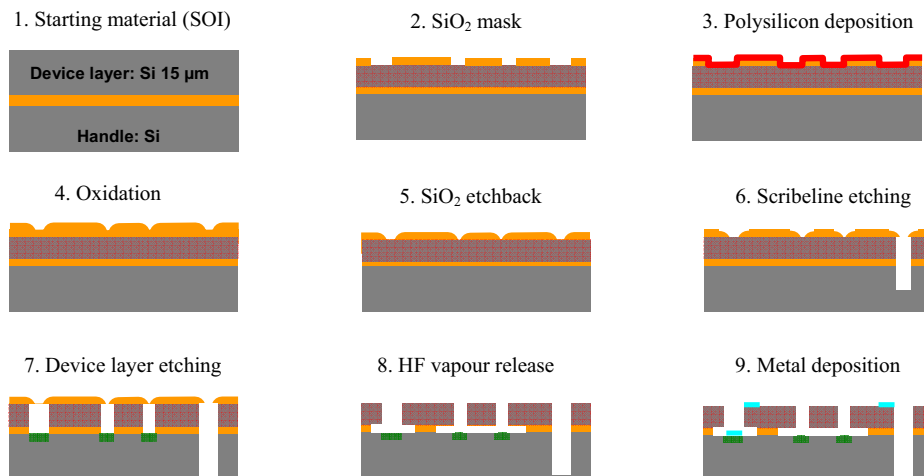 1. Starting material (SOI)
2. SiO₂ mask
3. Polysilicon deposition
Device layer: Si 15 µm
Handle: Si
4. Oxidation
5. SiO₂ etchback
6. Scribeline etching
7. Device layer etching
8. HF vapour release
9. Metal deposition